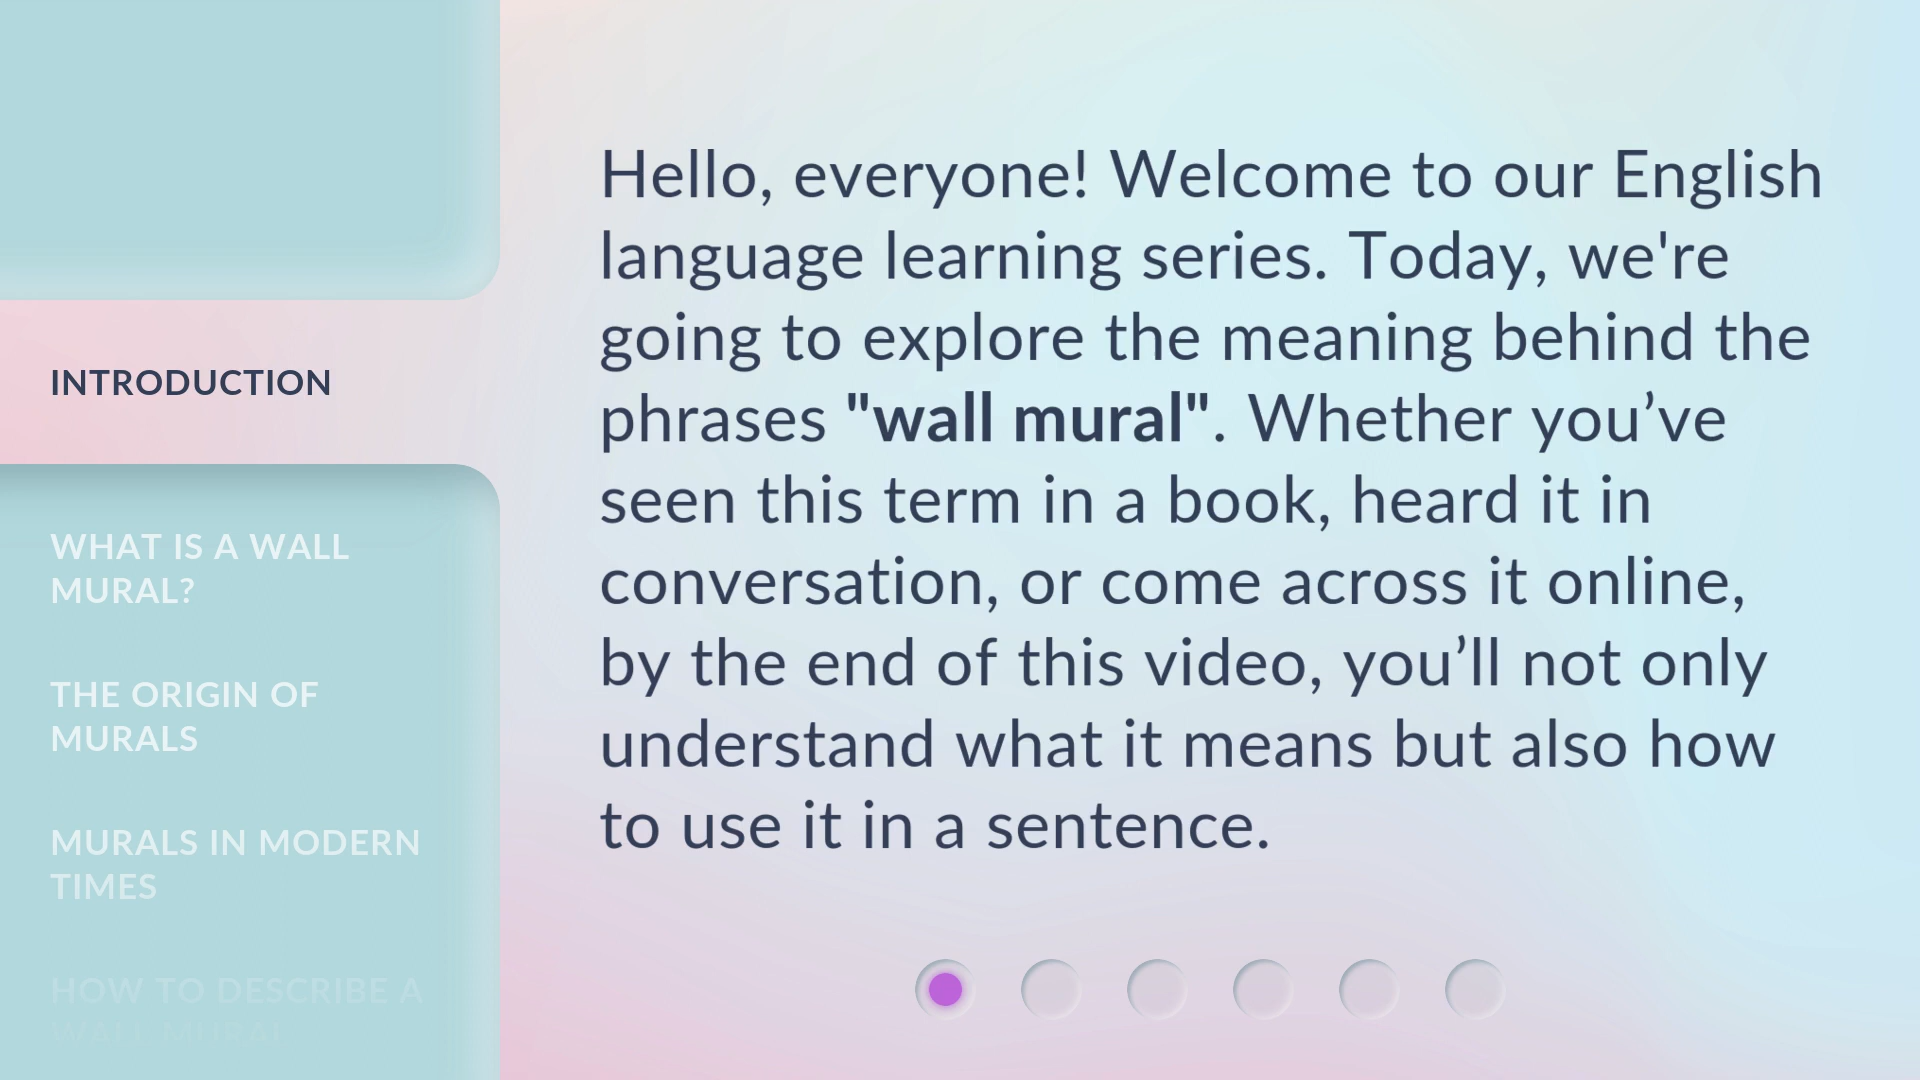 INTRODUCTION
WHAT IS A WALL
MURAL?
THE ORIGIN OF
MURALS
MURALS IN MODERN
TIMES
HOW TO DESCRIBE A
WALL MURAL
Hello, everyone! Welcome to our English
language learning series. Today, we're
going to explore the meaning behind the
phrases "wall mural". Whether you’ve
seen this term in a book, heard it in
conversation, or come across it online,
by the end of this video, you’ll not only
understand what it means but also how
to use it in a sentence.